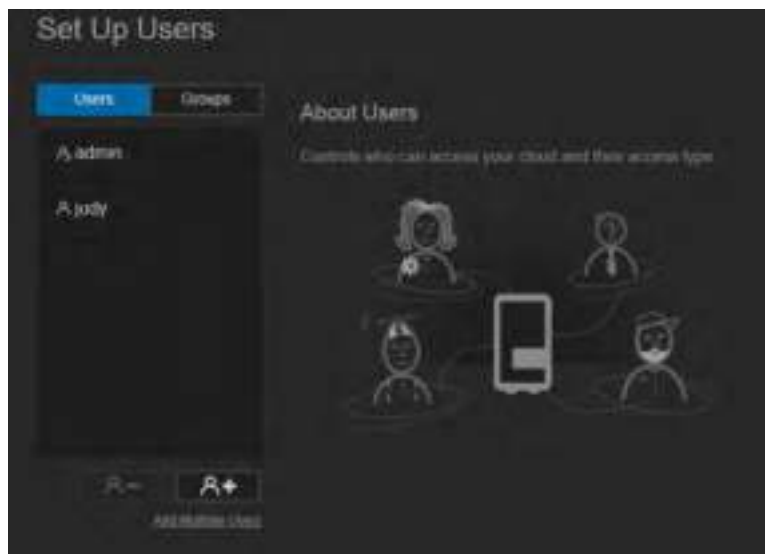 Set Up Users
Users Groups
About Users
Controls who can access your cloud and their access type
admin
judy
Add Multiple Users